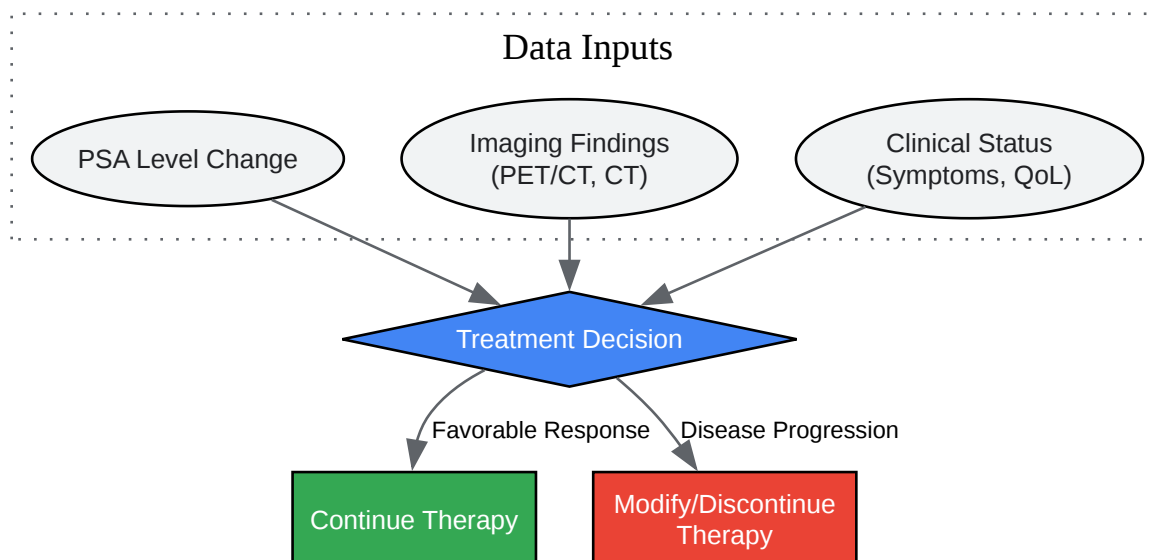 Data Inputs
PSA Level Change
Imaging Findings
(PET/CT, CT)
Clinical Status
(Symptoms, QoL)
Treatment Decision
Favorable Response
Disease Progression
Continue Therapy
Modify/Discontinue
Therapy